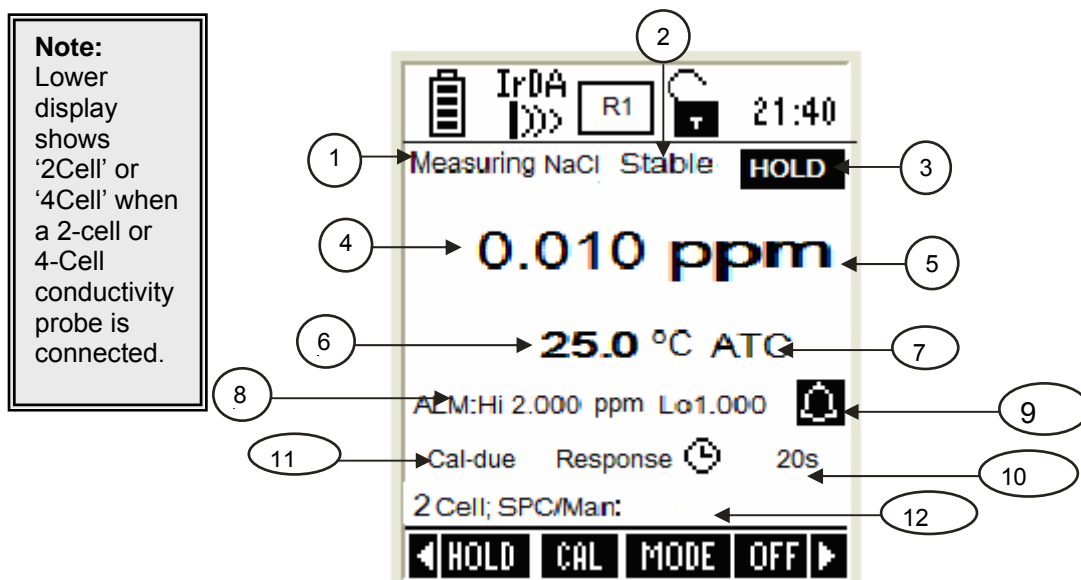 Note:
Lower
display
shows
‘2Cell’ or
‘4Cell’ when
a 2-cell or
4-Cell
conductivity
probe is
connected.
2
IrDA R1 21:40
1 Measuring NaCl Stable HOLD 3
4 0.010 ppm 5
6 25.0 °C ATC 7
8 ALM:Hi 2.000 ppm Lo1.000 9
11 Cal-due Response 20s 10
2 Cell; SPC/Man: 12
HOLD CAL MODE OFF